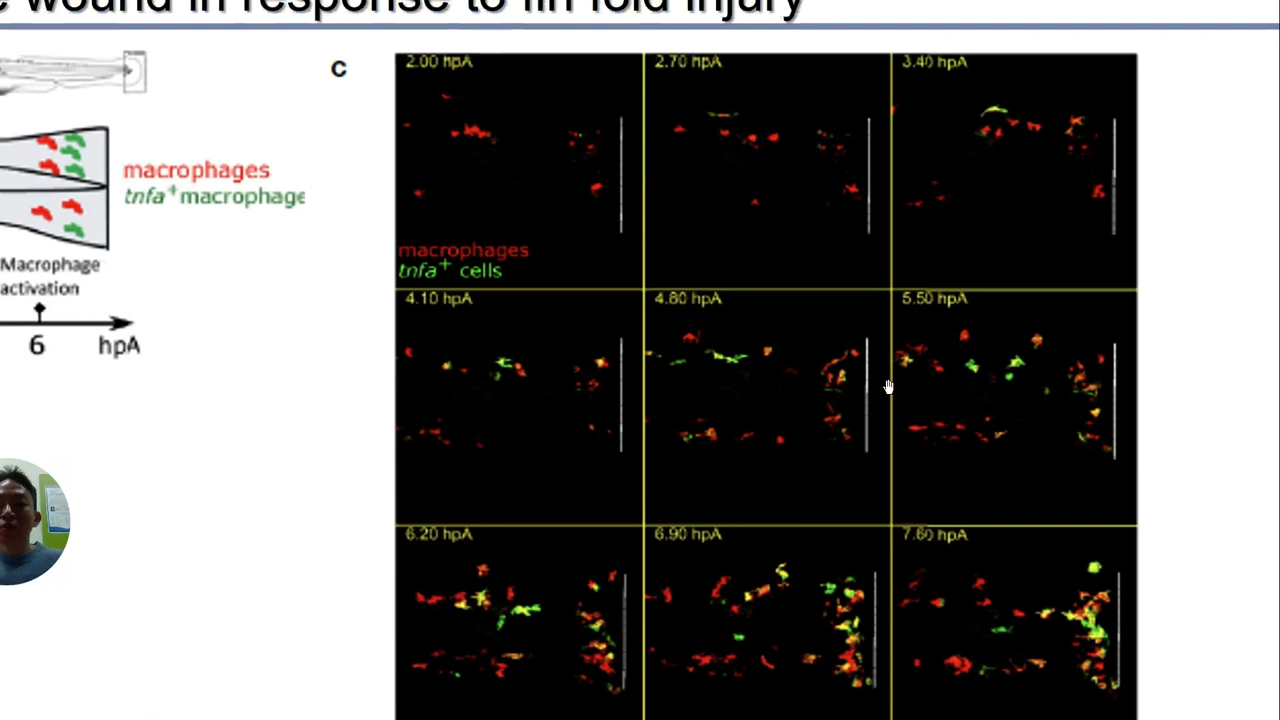 wound in response to fin fold injury
c
2.00 hpA
2.70 hpA
3.40 hpA
macrophages
tnfa+macrophage
macrophages
tnfa+ cells
Macrophage
activation
6
hpA
4.10 hpA
4.80 hpA
5.50 hpA
6.20 hpA
6.90 hpA
7.60 hpA